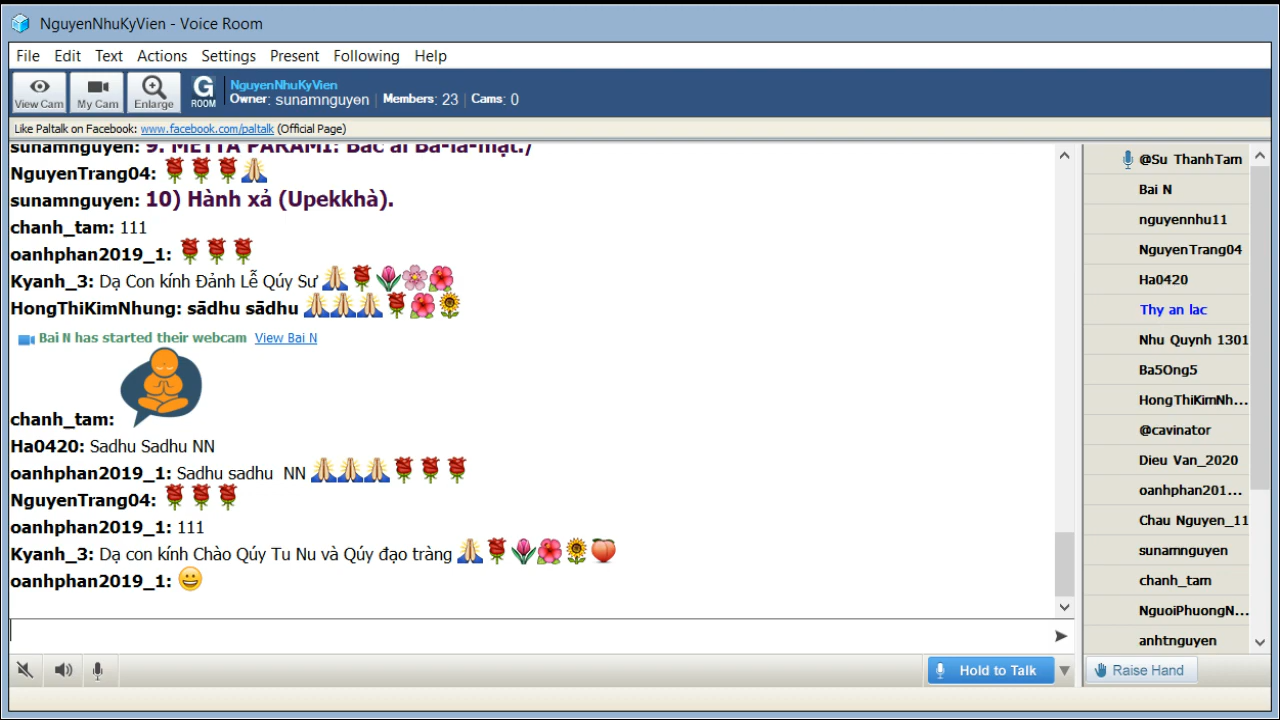 NguyenNhuKyVien - Voice Room
File Edit Text Actions Settings Present Following Help
View Cam My Cam Enlarge G ROOM
NguyenNhuKyVien
Owner: sunamnguyen | Members: 23 | Cams: 0
Like Paltalk on Facebook: www.facebook.com/paltalk (Official Page)
sunamnguyen: 9. METTA PARAMI: Bác ái Ba-la-mật./
NguyenTrang04:
sunamnguyen: 10) Hành xả (Upekkhà).
chanh_tam: 111
oanhphan2019_1:
Kyanh_3: Dạ Con kính Đảnh Lễ Qúy Sư
HongThiKimNhung: sādhu sādhu
Bai N has started their webcam View Bai N
chanh_tam:
Ha0420: Sadhu Sadhu NN
oanhphan2019_1: Sadhu sadhu NN
NguyenTrang04:
oanhphan2019_1: 111
Kyanh_3: Dạ con kính Chào Qúy Tu Nu và Qúy đạo tràng
oanhphan2019_1:
Hold to Talk
@Su ThanhTam
Bai N
nguyennhu11
NguyenTrang04
Ha0420
Thy an lac
Nhu Quynh 1301
Ba5Ong5
HongThiKimNh...
@cavinator
Dieu Van_2020
oanhphan201...
Chau Nguyen_11
sunamnguyen
chanh_tam
NguoiPhuongN...
anhtnguyen
Raise Hand